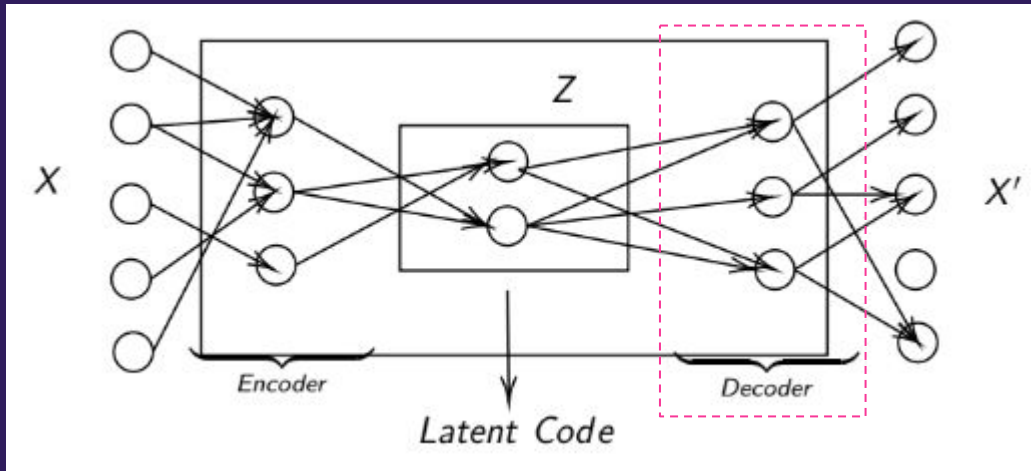 Z
X
X′
Encoder
Decoder
Latent Code